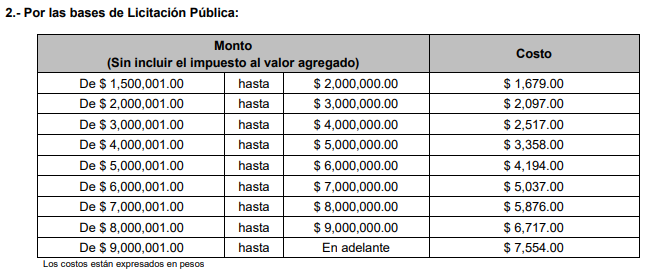 2.- Por las bases de Licitación Pública:
Monto
(Sin incluir el impuesto al valor agregado)
Costo
De $ 1,500,001.00 hasta $ 2,000,000.00 $ 1,679.00
De $ 2,000,001.00 hasta $ 3,000,000.00 $ 2,097.00
De $ 3,000,001.00 hasta $ 4,000,000.00 $ 2,517.00
De $ 4,000,001.00 hasta $ 5,000,000.00 $ 3,358.00
De $ 5,000,001.00 hasta $ 6,000,000.00 $ 4,194.00
De $ 6,000,001.00 hasta $ 7,000,000.00 $ 5,037.00
De $ 7,000,001.00 hasta $ 8,000,000.00 $ 5,876.00
De $ 8,000,001.00 hasta $ 9,000,000.00 $ 6,717.00
De $ 9,000,001.00 hasta En adelante $ 7,554.00
Los costos están expresados en pesos